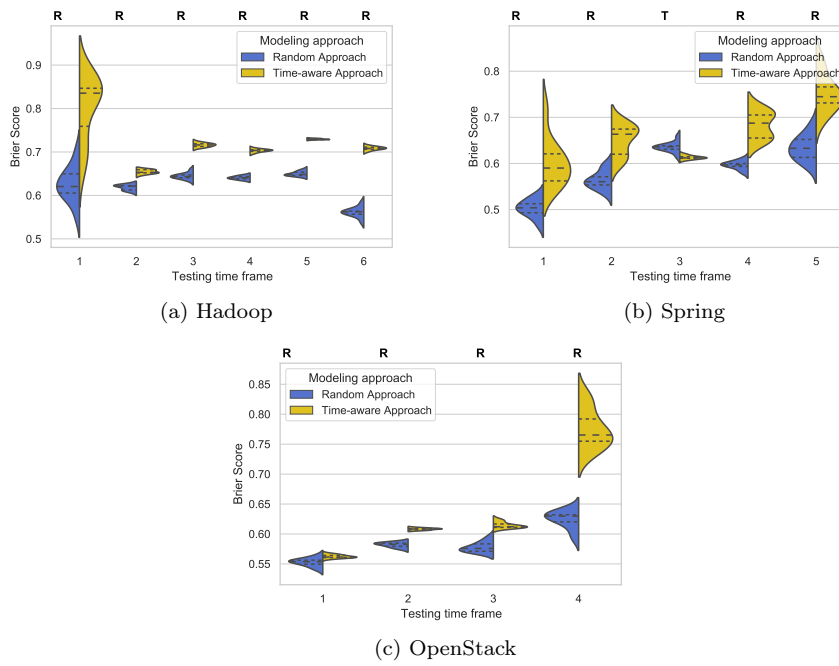 R R R R R R
Modeling approach
Random Approach
Time-aware Approach
Brier Score
0.9
0.8
0.7
0.6
0.5
1 2 3 4 5 6
Testing time frame
(a) Hadoop
R R T R R
Modeling approach
Random Approach
Time-aware Approach
Brier Score
0.8
0.7
0.6
0.5
1 2 3 4 5
Testing time frame
(b) Spring
R R R R
Modeling approach
Random Approach
Time-aware Approach
Brier Score
0.85
0.80
0.75
0.70
0.65
0.60
0.55
1 2 3 4
Testing time frame
(c) OpenStack